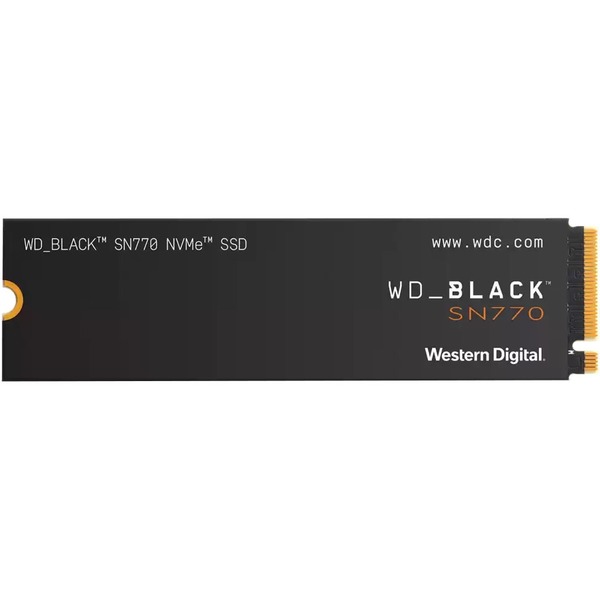 WD_BLACK™ SN770 NVMe™ SSD
www.wdc.com
WD_BLACK™
SN770
Western Digital.
M